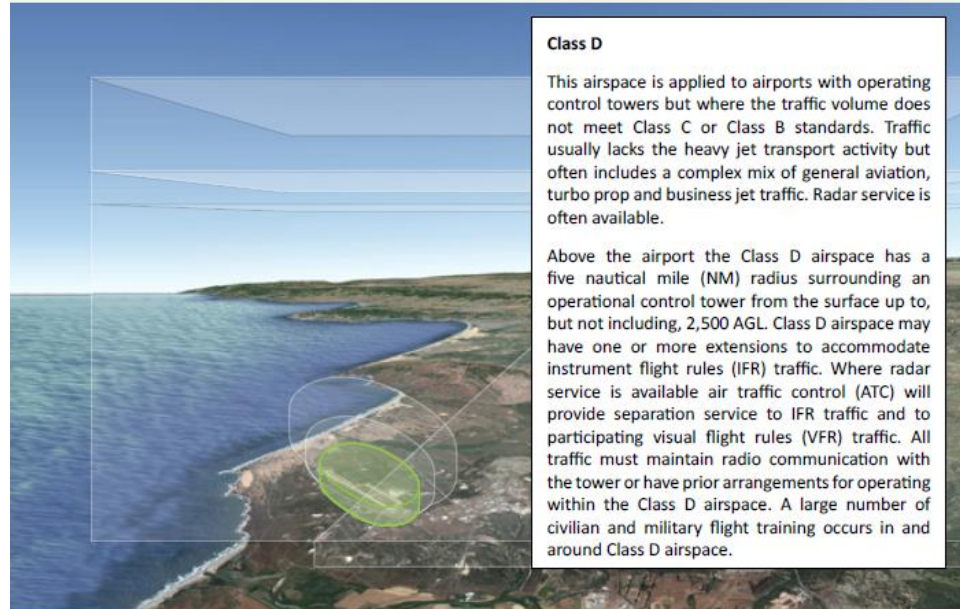 Class D
This airspace is applied to airports with operating
control towers but where the traffic volume does
not meet Class C or Class B standards. Traffic
usually lacks the heavy jet transport activity but
often includes a complex mix of general aviation,
turbo prop and business jet traffic. Radar service is
often available.
Above the airport the Class D airspace has a
five nautical mile (NM) radius surrounding an
operational control tower from the surface up to,
but not including, 2,500 AGL. Class D airspace may
have one or more extensions to accommodate
instrument flight rules (IFR) traffic. Where radar
service is available air traffic control (ATC) will
provide separation service to IFR traffic and to
participating visual flight rules (VFR) traffic. All
traffic must maintain radio communication with
the tower or have prior arrangements for operating
within the Class D airspace. A large number of
civilian and military flight training occurs in and
around Class D airspace.